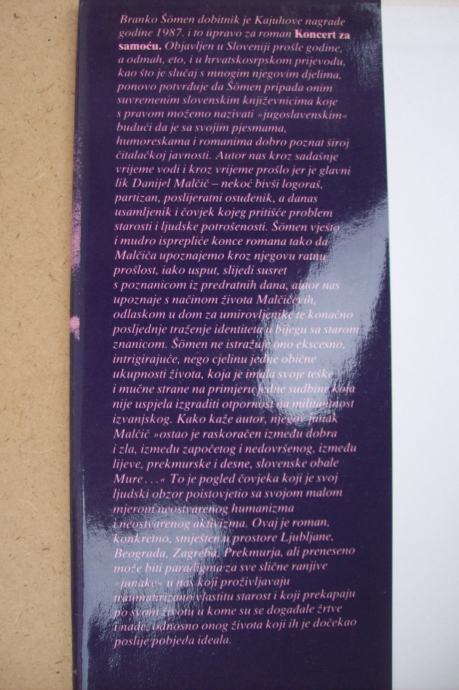 Branko Šömen dobitnik je Kajuhove nagrade
godine 1987. i to upravo za roman Koncert za
samoću. Objavljen u Sloveniji prošle godine,
a odmah, eto, i u hrvatskosrpskom prijevodu,
kao što je slučaj s mnogim njegovim djelima,
ponovo potvrđuje da Šömen pripada onim
suvremenim slovenskim književnicima koje
s pravom možemo nazivati »jugoslavenskim«
budući da je sa svojim pjesmama,
humoreskama i romanima dobro poznat široj
čitalačkoj javnosti. Autor nas kroz sadašnje
vrijeme vodi i kroz vrijeme prošlo jer je glavni
lik Danijel Malčič – nekoć bivši logoraš,
partizan, poslijeratni osuđenik, a danas
usamljenik i čovjek kojeg pritišće problem
starosti i ljudske potrošenosti. Šömen vješto
i mudro isprepliće konce romana tako da
Malčiča upoznajemo kroz njegovu ratnu
prošlost, iako usput, slijedi susret
s poznanicom iz predratnih dana, autor nas
upoznaje s načinom života Malčičevih,
odlaskom u dom za umirovljenike te konačno
posljednje traženje identiteta u bijegu sa starom
znanicom. Šömen ne istražuje ono ekscesno,
intrigirajuće, nego cjelinu jedne obične
ukupnosti života, koja je imala svoje teške
i mučne strane na primjeru jedne sudbine koja
nije uspjela izgraditi otpornost na militantnost
izvanjskog. Kako kaže autor, njegov junak
Malčič »ostao je raskoračen između dobra
i zla, između započetog i nedovršenog, između
lijeve, prekmurske i desne, slovenske obale
Mure . . .« To je pogled čovjeka koji je svoj
ljudski obzor poistovjetio sa svojom malom
mjerom neostvarenog humanizma
i neostvarenog aktivizma. Ovaj je roman,
konkretno, smješten u prostore Ljubljane,
Beograda, Zagreba, Prekmurja, ali preneseno
može biti paradigma za sve slične ranjive
»junake« u nas koji proživljavaju
traumatiziranu vlastitu starost i koji prekapaju
po svom životu u kome su se događale žrtve
i nade, odnosno onog života koji ih je dočekao
poslije pobjeda ideala.